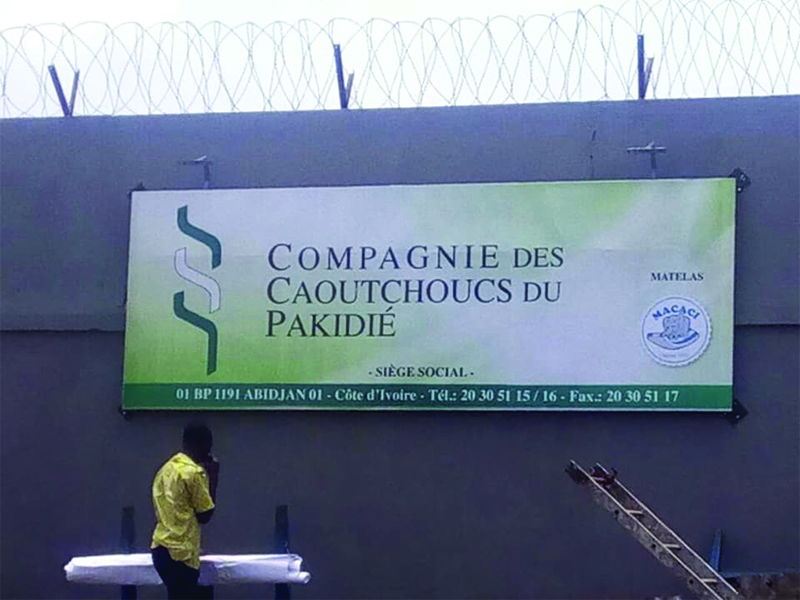 COMPAGNIE DES
CAOUTCHOUCS DU
PAKIDIÉ
MATELAS
MACACI
- SIÈGE SOCIAL -
01 BP 1191 ABIDJAN 01 - Côte d'Ivoire - Tél.: 20 30 51 15 / 16 - Fax.: 20 30 51 17